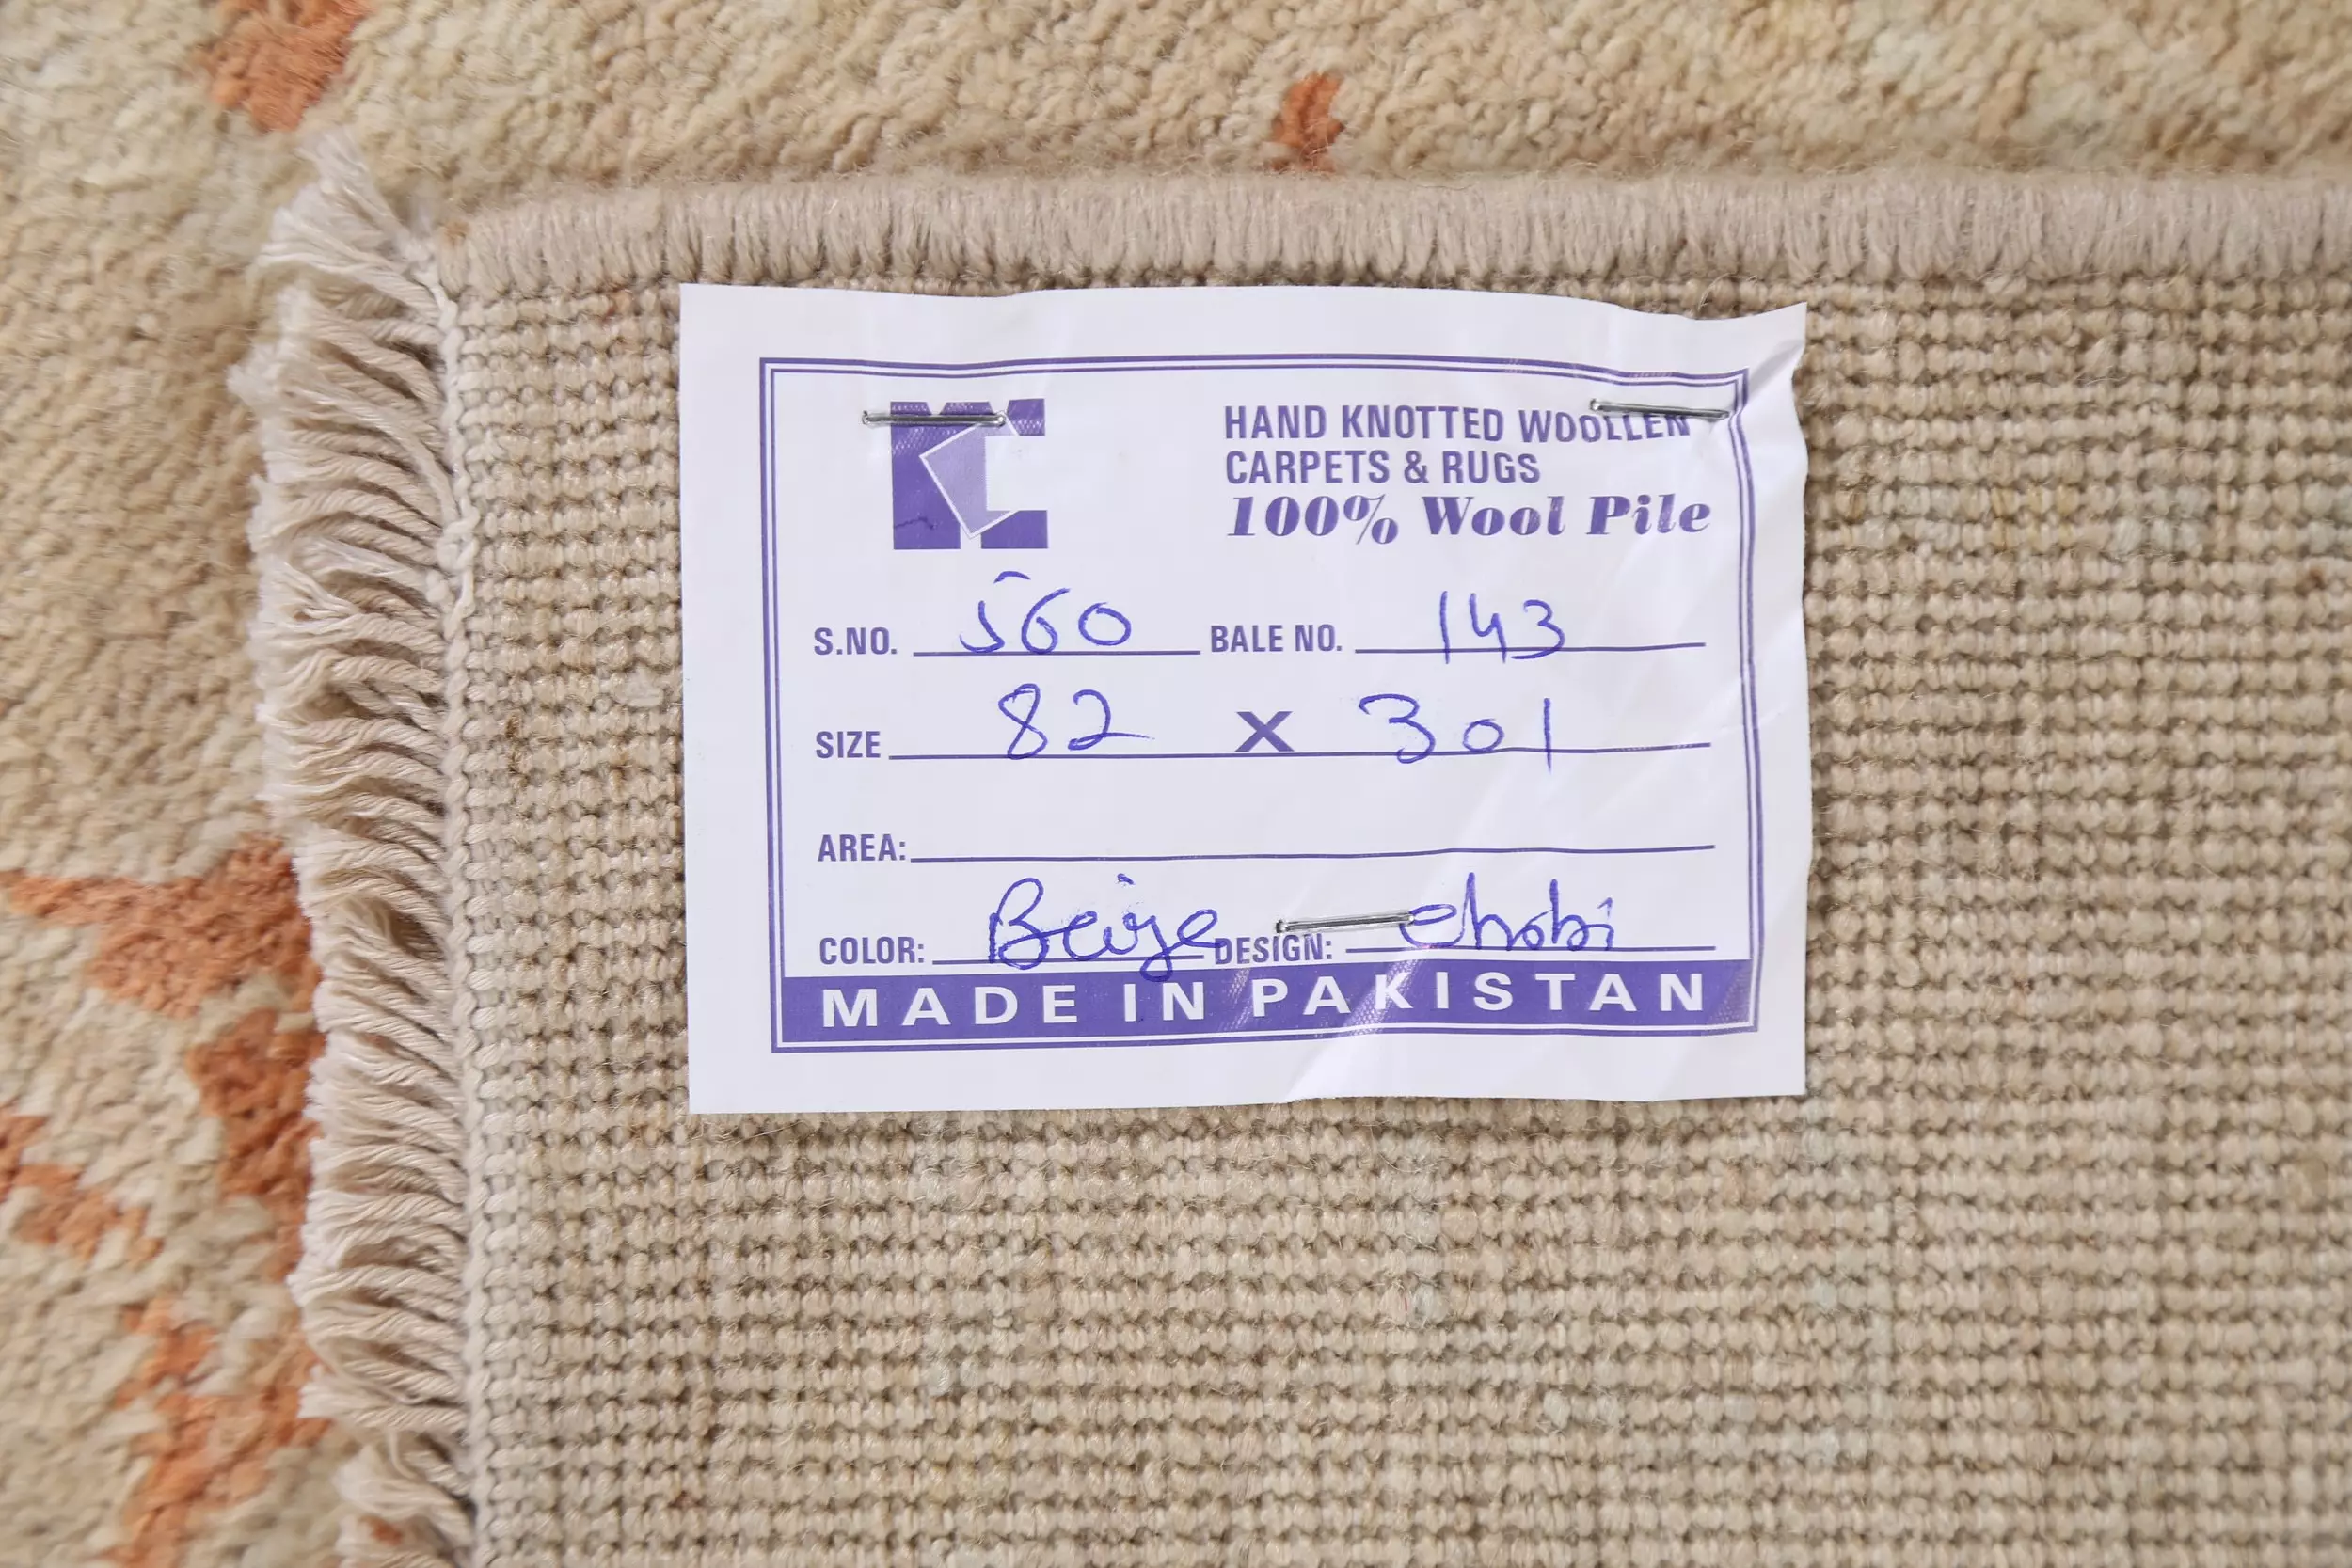 KC
HAND KNOTTED WOOLLEN
CARPETS & RUGS
100% Wool Pile
S.NO. 560 BALE NO. 143
SIZE 82 X 301
AREA:
COLOR: Beige DESIGN: chobi
MADE IN PAKISTAN